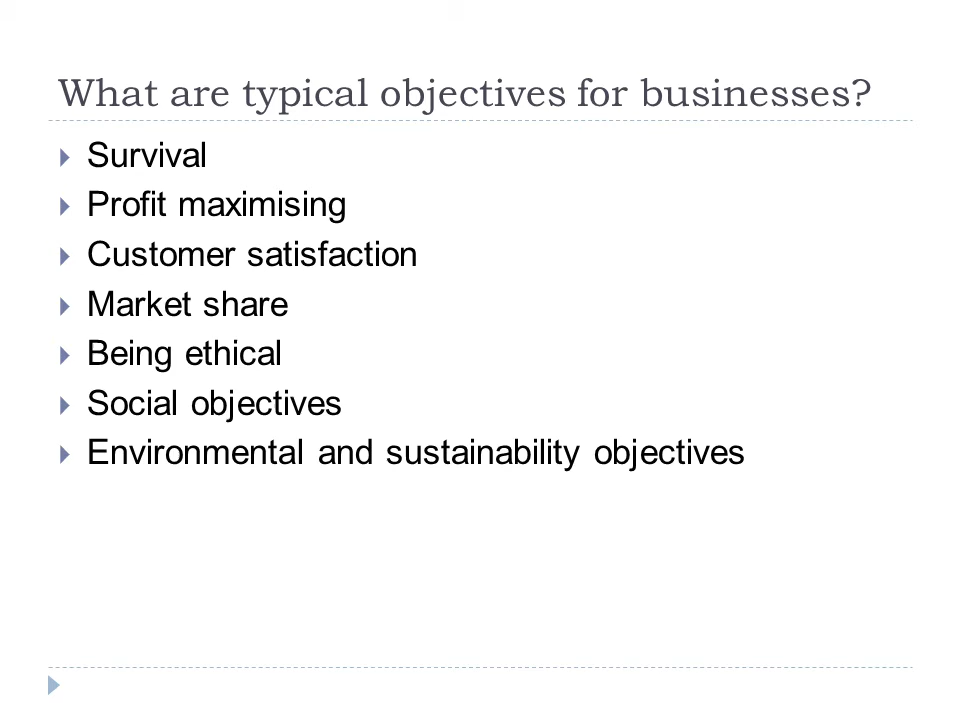 What are typical objectives for businesses?
Survival
Profit maximising
Customer satisfaction
Market share
Being ethical
Social objectives
Environmental and sustainability objectives